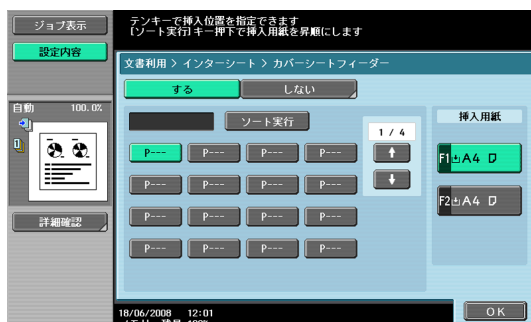 ジョブ表示
設定内容
テンキーで挿入位置を指定できます
「ソート実行」キー押下で挿入用紙を昇順にします
文書利用 > インターシート > カバーシートフィーダー
する
しない
自動 100.0%
ソート実行
1 / 4
挿入用紙
P--- P--- P--- P---
P--- P--- P--- P---
P--- P--- P--- P---
P--- P--- P--- P---
F1 A4
F2 A4
詳細確認
18/06/2008 12:01
OK